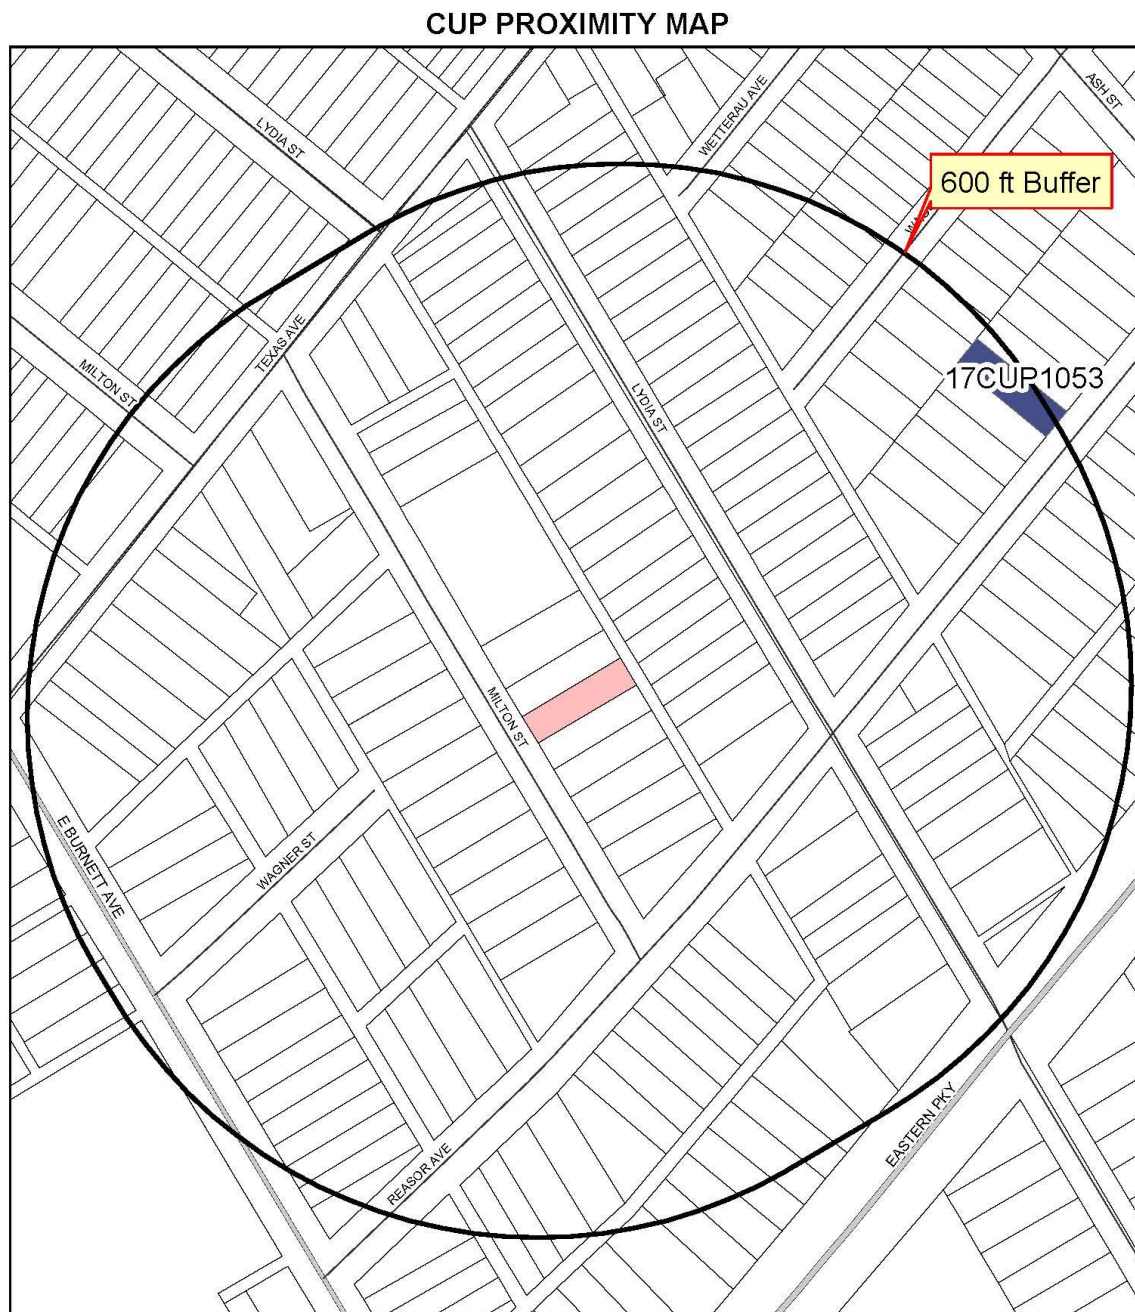 CUP PROXIMITY MAP
ASH ST
WETTERAU AVE
LYDIA ST
600 ft Buffer
TEXAS AVE
MILTON ST
17CUP1053
LYDIA ST
MILTON ST
E BURNETT AVE
WAGNER ST
EASTERN PKY
REASOR AVE